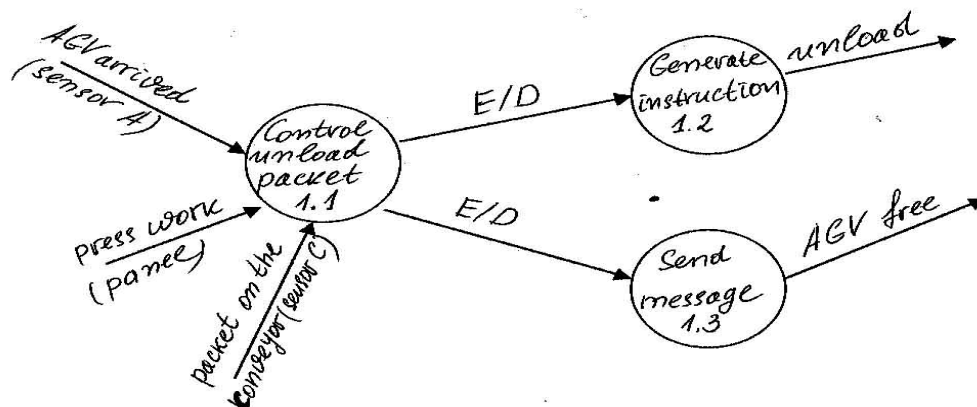 AGV arrived
(sensor A)
press work
(panel)
packet on the
conveyor (sensor C)
Control
unload
packet
1.1
E/D
E/D
Generate
instruction
1.2
unload
Send
message
1.3
AGV free